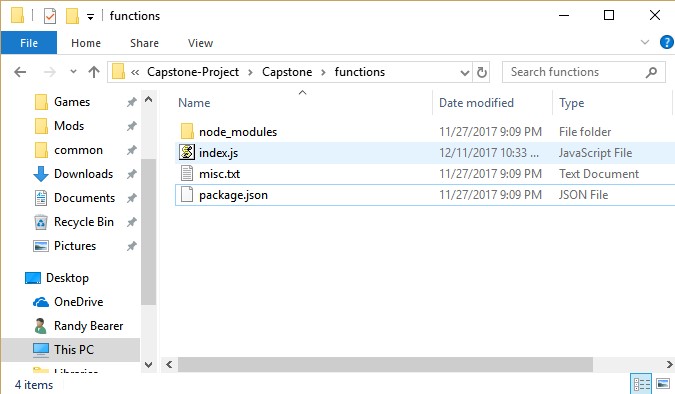 functions
File Home Share View
« Capstone-Project > Capstone > functions Search functions
Name Date modified Type
Games
Mods
common
Downloads
Documents
Recycle Bin
Pictures
Desktop
OneDrive
Randy Bearer
This PC
Libraries
node_modules 11/27/2017 9:09 PM File folder
index.js 12/11/2017 10:33 ... JavaScript File
misc.txt 11/27/2017 9:09 PM Text Document
package.json 11/27/2017 9:09 PM JSON File
4 items